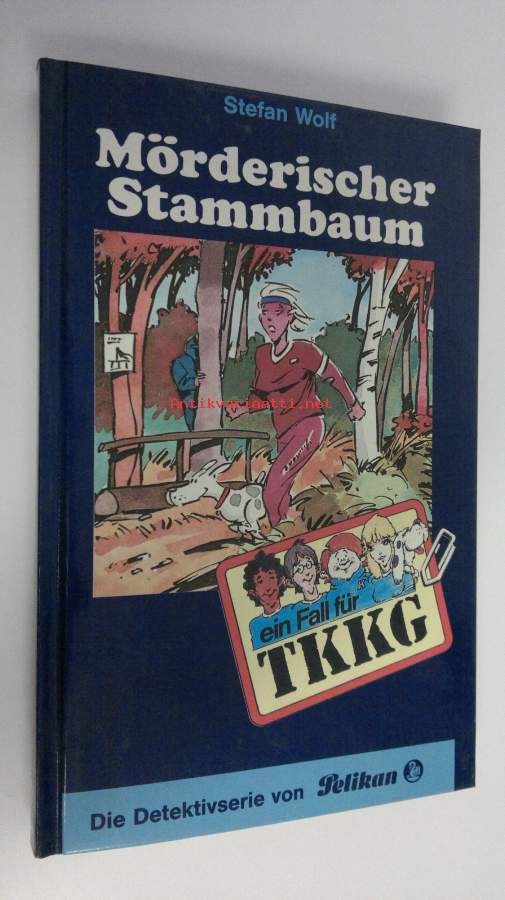 Stefan Wolf
Mörderischer
Stammbaum
Antikvariaatti.net
ein Fall für
TKKG
Die Detektivserie von Pelikan